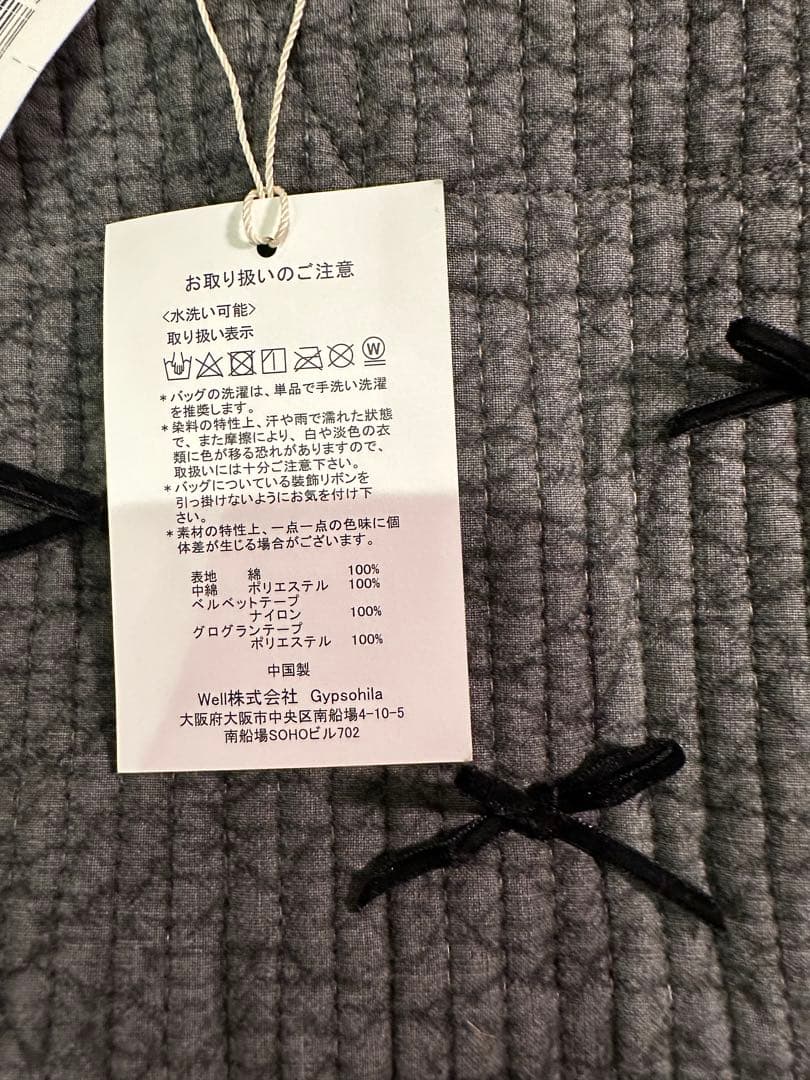 お取り扱いのご注意
<水洗い可能>
取り扱い表示
W
*バッグの洗濯は、単品で手洗い洗濯
を推奨します。
*染料の特性上、汗や雨で濡れた状態
で、また摩擦により、白や淡色の衣
類に色が移る恐れがありますので、
取扱いには十分ご注意下さい。
*バッグについている装飾リボンを
引っ掛けないようにお気を付け下
さい。
*素材の特性上、一点一点の色味に個
体差が生じる場合がございます。
表地 綿 100%
中綿 ポリエステル 100%
ベルベットテープ
ナイロン 100%
グログランテープ
ポリエステル 100%
中国製
Well株式会社 Gypsohila
大阪府大阪市中央区南船場4-10-5
南船場SOHOビル702